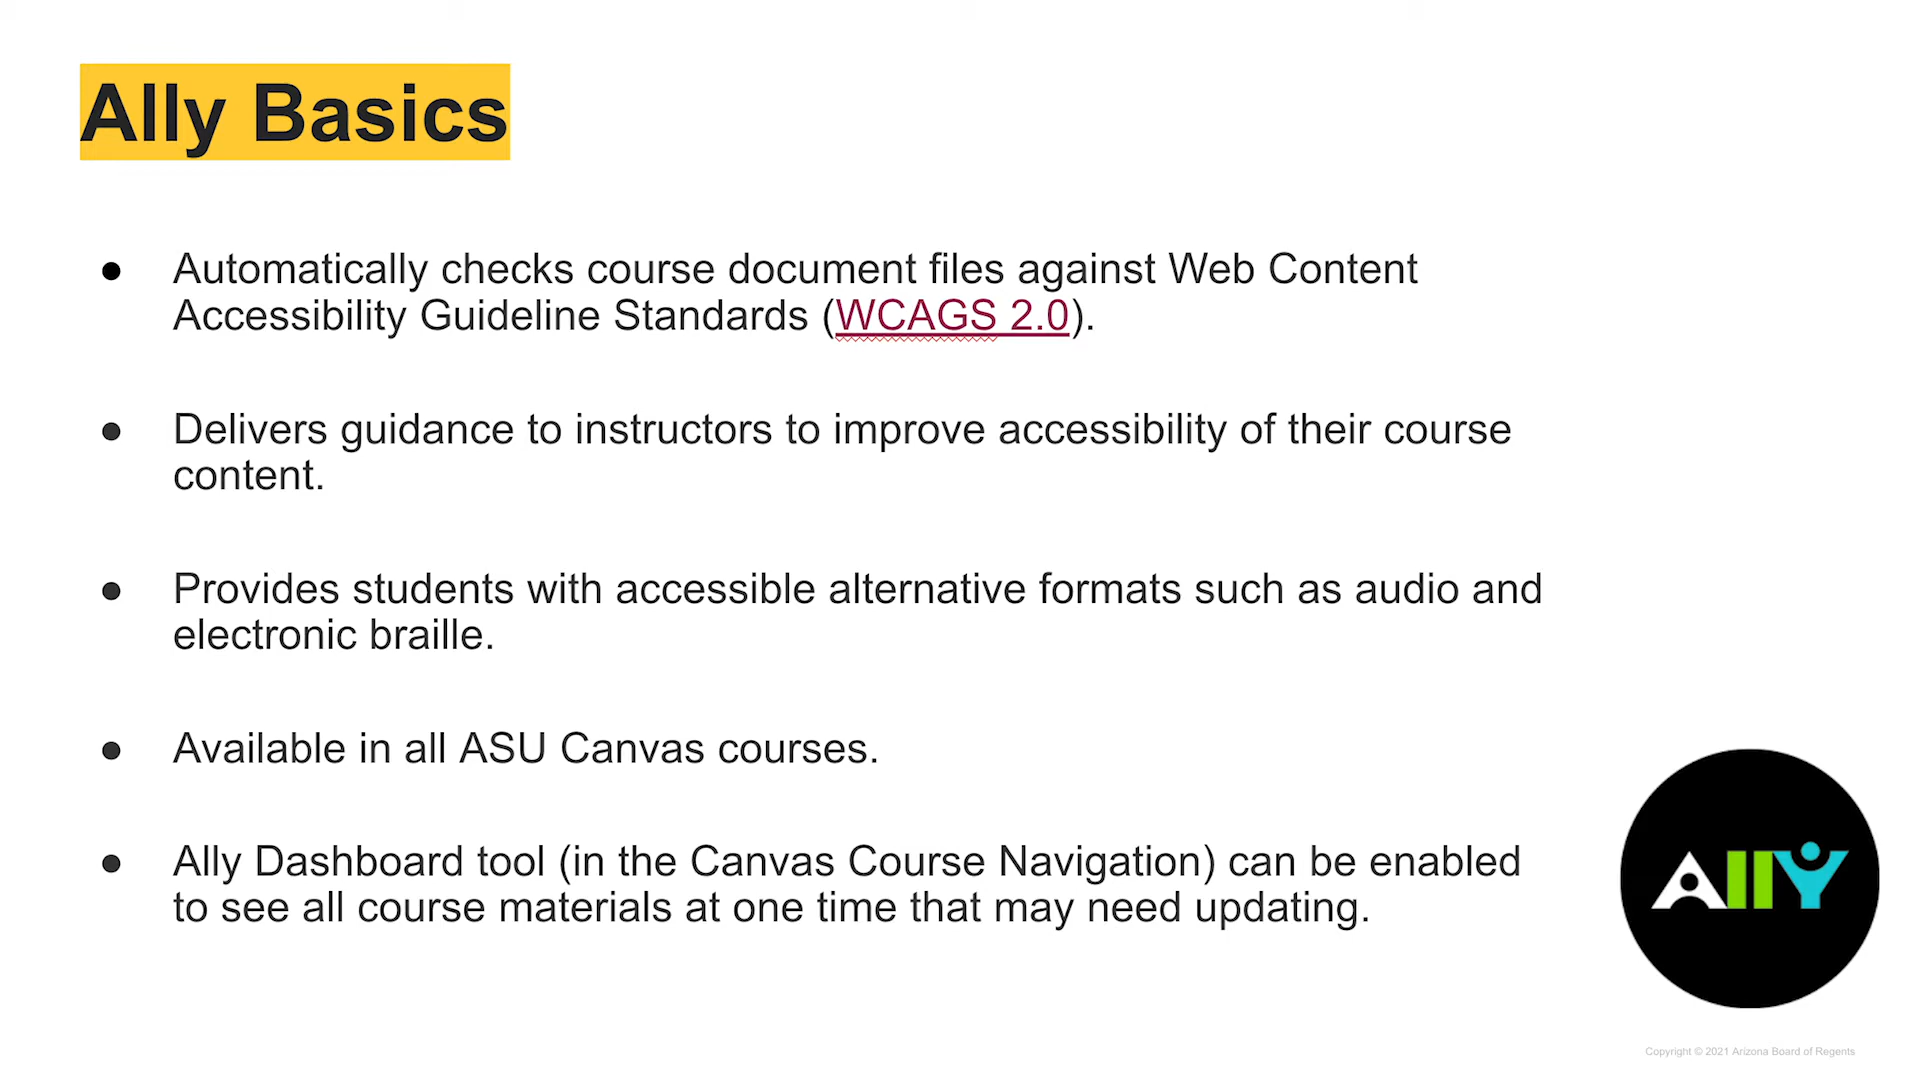 Ally Basics
● Automatically checks course document files against Web Content
Accessibility Guideline Standards (WCAGS 2.0).
● Delivers guidance to instructors to improve accessibility of their course
content.
● Provides students with accessible alternative formats such as audio and
electronic braille.
● Available in all ASU Canvas courses.
● Ally Dashboard tool (in the Canvas Course Navigation) can be enabled
to see all course materials at one time that may need updating.
Ally
Copyright © 2021 Arizona Board of Regents